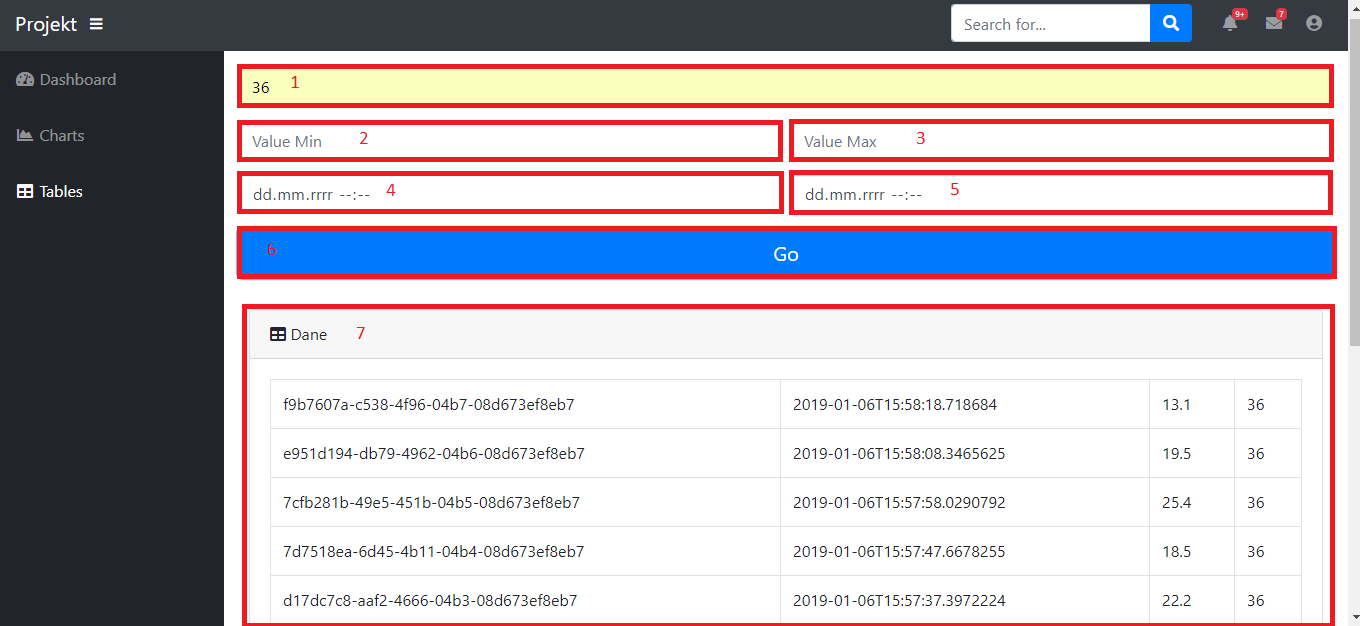 Projekt
Search for...
9+
7
Dashboard
Charts
Tables
36 1
Value Min 2
Value Max 3
dd.mm.rrrr --:-- 4
dd.mm.rrrr --:-- 5
6 Go
Dane 7
f9b7607a-c538-4f96-04b7-08d673ef8eb7 2019-01-06T15:58:18.718684 13.1 36
e951d194-db79-4962-04b6-08d673ef8eb7 2019-01-06T15:58:08.3465625 19.5 36
7cfb281b-49e5-451b-04b5-08d673ef8eb7 2019-01-06T15:57:58.0290792 25.4 36
7d7518ea-6d45-4b11-04b4-08d673ef8eb7 2019-01-06T15:57:47.6678255 18.5 36
d17dc7c8-aaf2-4666-04b3-08d673ef8eb7 2019-01-06T15:57:37.3972224 22.2 36